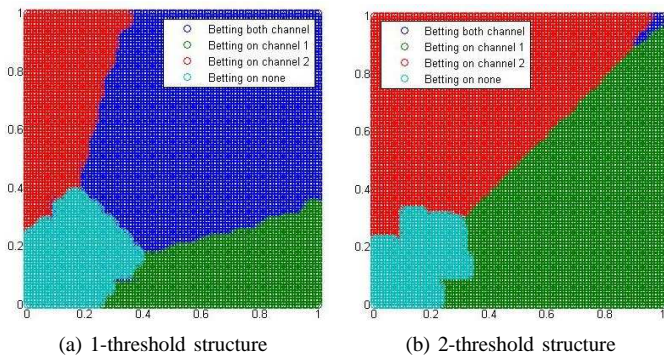 1
0.8
0.6
0.4
0.2
0
0 0.2 0.4 0.6 0.8 1
Betting both channel
Betting on channel 1
Betting on channel 2
Betting on none
(a) 1-threshold structure
1
0.8
0.6
0.4
0.2
0
0 0.2 0.4 0.6 0.8 1
Betting both channel
Betting on channel 1
Betting on channel 2
Betting on none
(b) 2-threshold structure